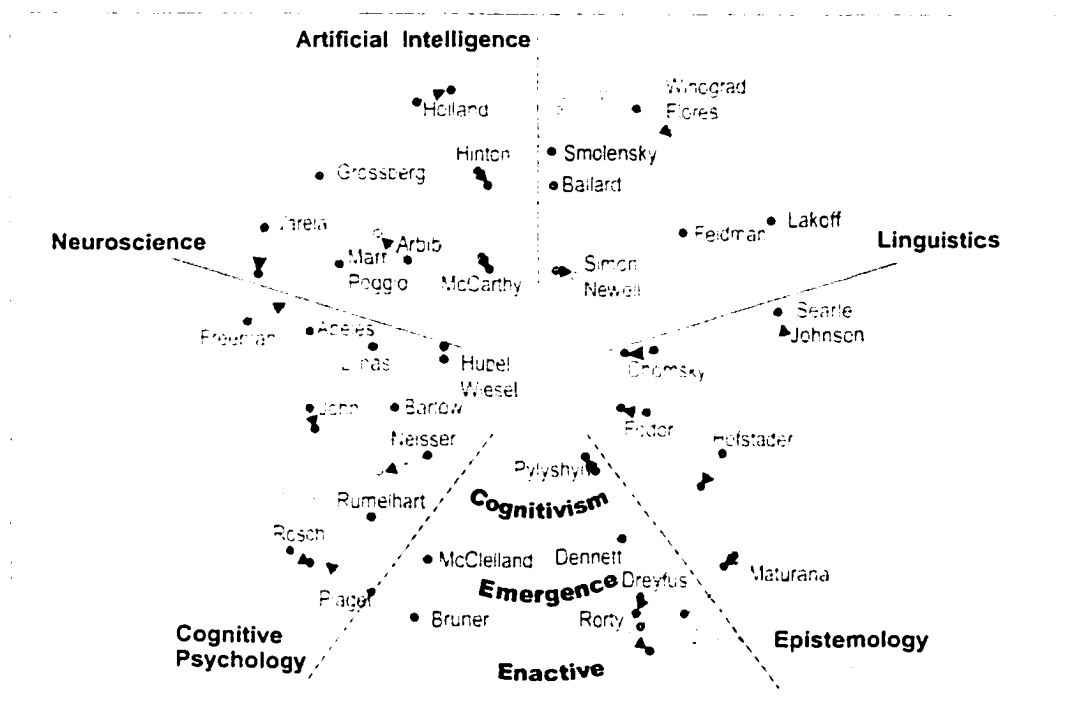 Artificial Intelligence
Holland
Winograd
Flores
Hinton
Smolensky
Grossberg
Ballard
Varela
Lakoff
Neuroscience
Arbib
Feldman
Linguistics
Marr
Poggio
McCarthy
Simon
Newell
Searle
Johnson
Freeman
Abeles
Hubel
Wiesel
Chomsky
John
Barlow
Fodor
Neisser
Hofstader
Pylyshyn
Rumelhart
Cognitivism
Rosch
McClelland
Dennett
Emergence
Dreyfus
Maturana
Piaget
Bruner
Rorty
Cognitive
Psychology
Epistemology
Enactive